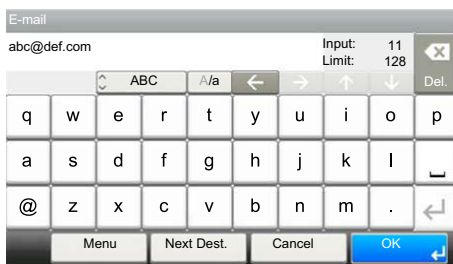 E-mail
abc@def.com Input: 11
Limit: 128
ABC A/a ← → ↑ ↓ Del.
q w e r t y u i o p
a s d f g h j k l
@ z x c v b n m .
Menu Next Dest. Cancel OK